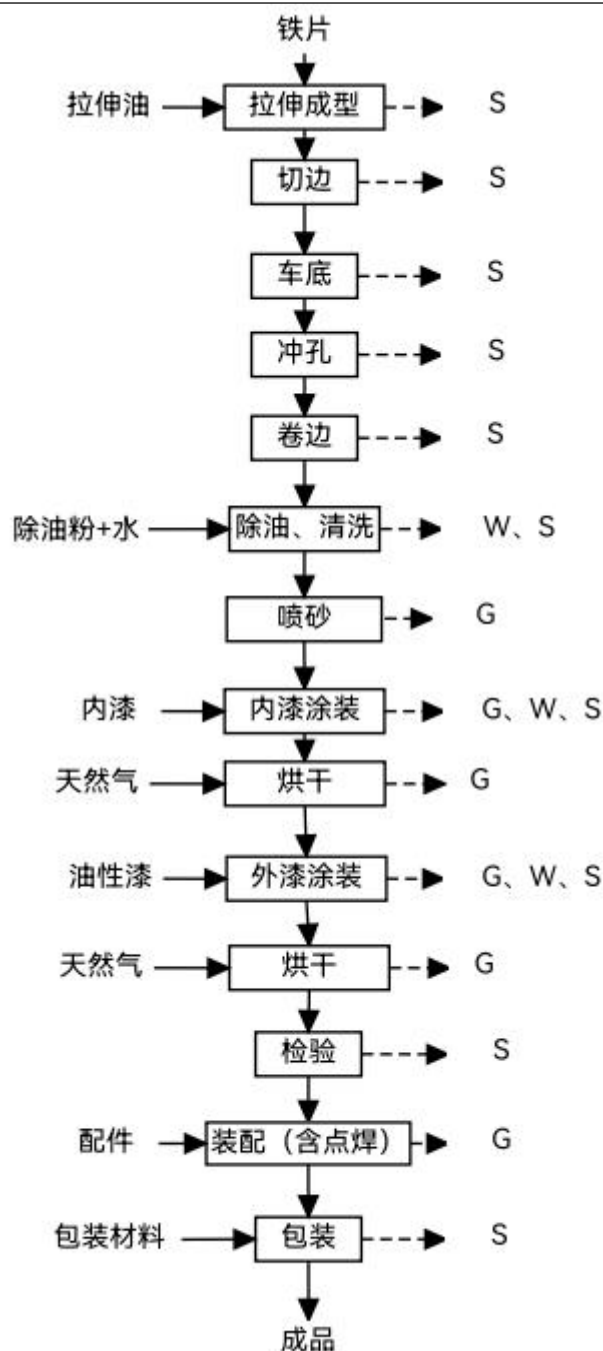 铁片
拉伸油 拉伸成型 S
切边 S
车底 S
冲孔 S
卷边 S
除油粉+水 除油、清洗 W、S
喷砂 G
内漆 内漆涂装 G、W、S
天然气 烘干 G
油性漆 外漆涂装 G、W、S
天然气 烘干 G
检验 S
配件 装配（含点焊） G
包装材料 包装 S
成品